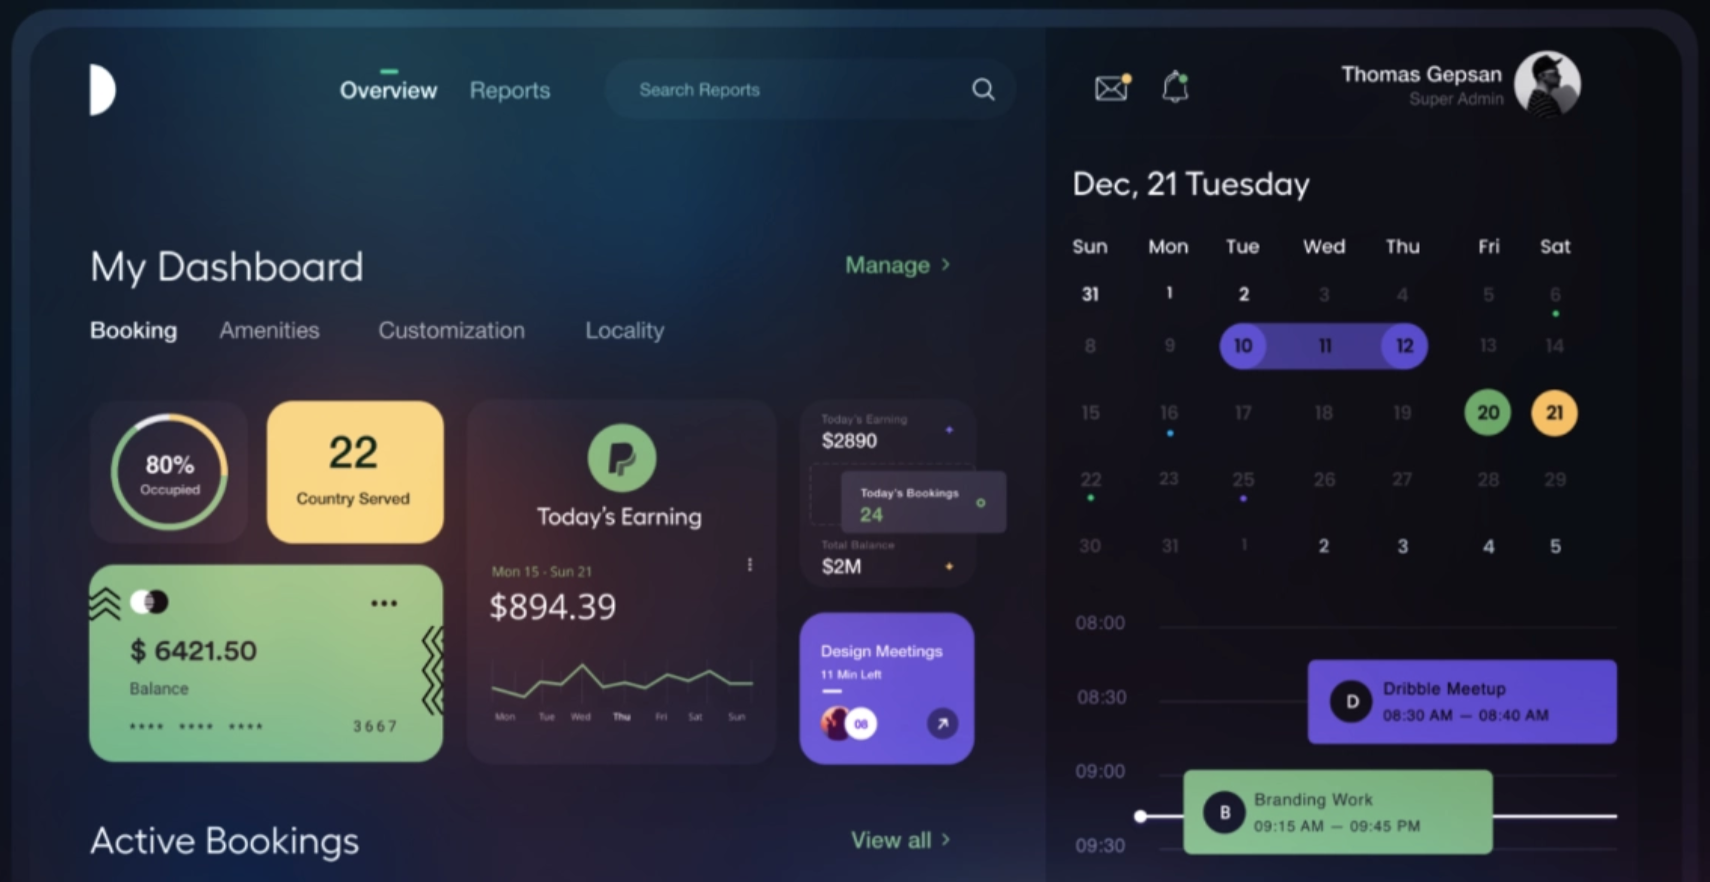 Overview Reports Search Reports
Thomas Gepsan
Super Admin
My Dashboard
Manage
Booking Amenities Customization Locality
80%
Occupied
22
Country Served
$ 6421.50
Balance
**** **** **** 3667
Today's Earning
Mon 15 - Sun 21
$894.39
Mon Tue Wed Thu Fri Sat Sun
Today's Earning
$2890
Today's Bookings
24
Total Balance
$2M
Design Meetings
11 Min Left
08
Active Bookings
View all
Dec, 21 Tuesday
Sun Mon Tue Wed Thu Fri Sat
31 1 2 3 4 5 6
8 9 10 11 12 13 14
15 16 17 18 19 20 21
22 23 25 26 27 28 29
30 31 1 2 3 4 5
08:00
08:30
D
Dribble Meetup
08:30 AM — 08:40 AM
09:00
B
Branding Work
09:15 AM — 09:45 PM
09:30